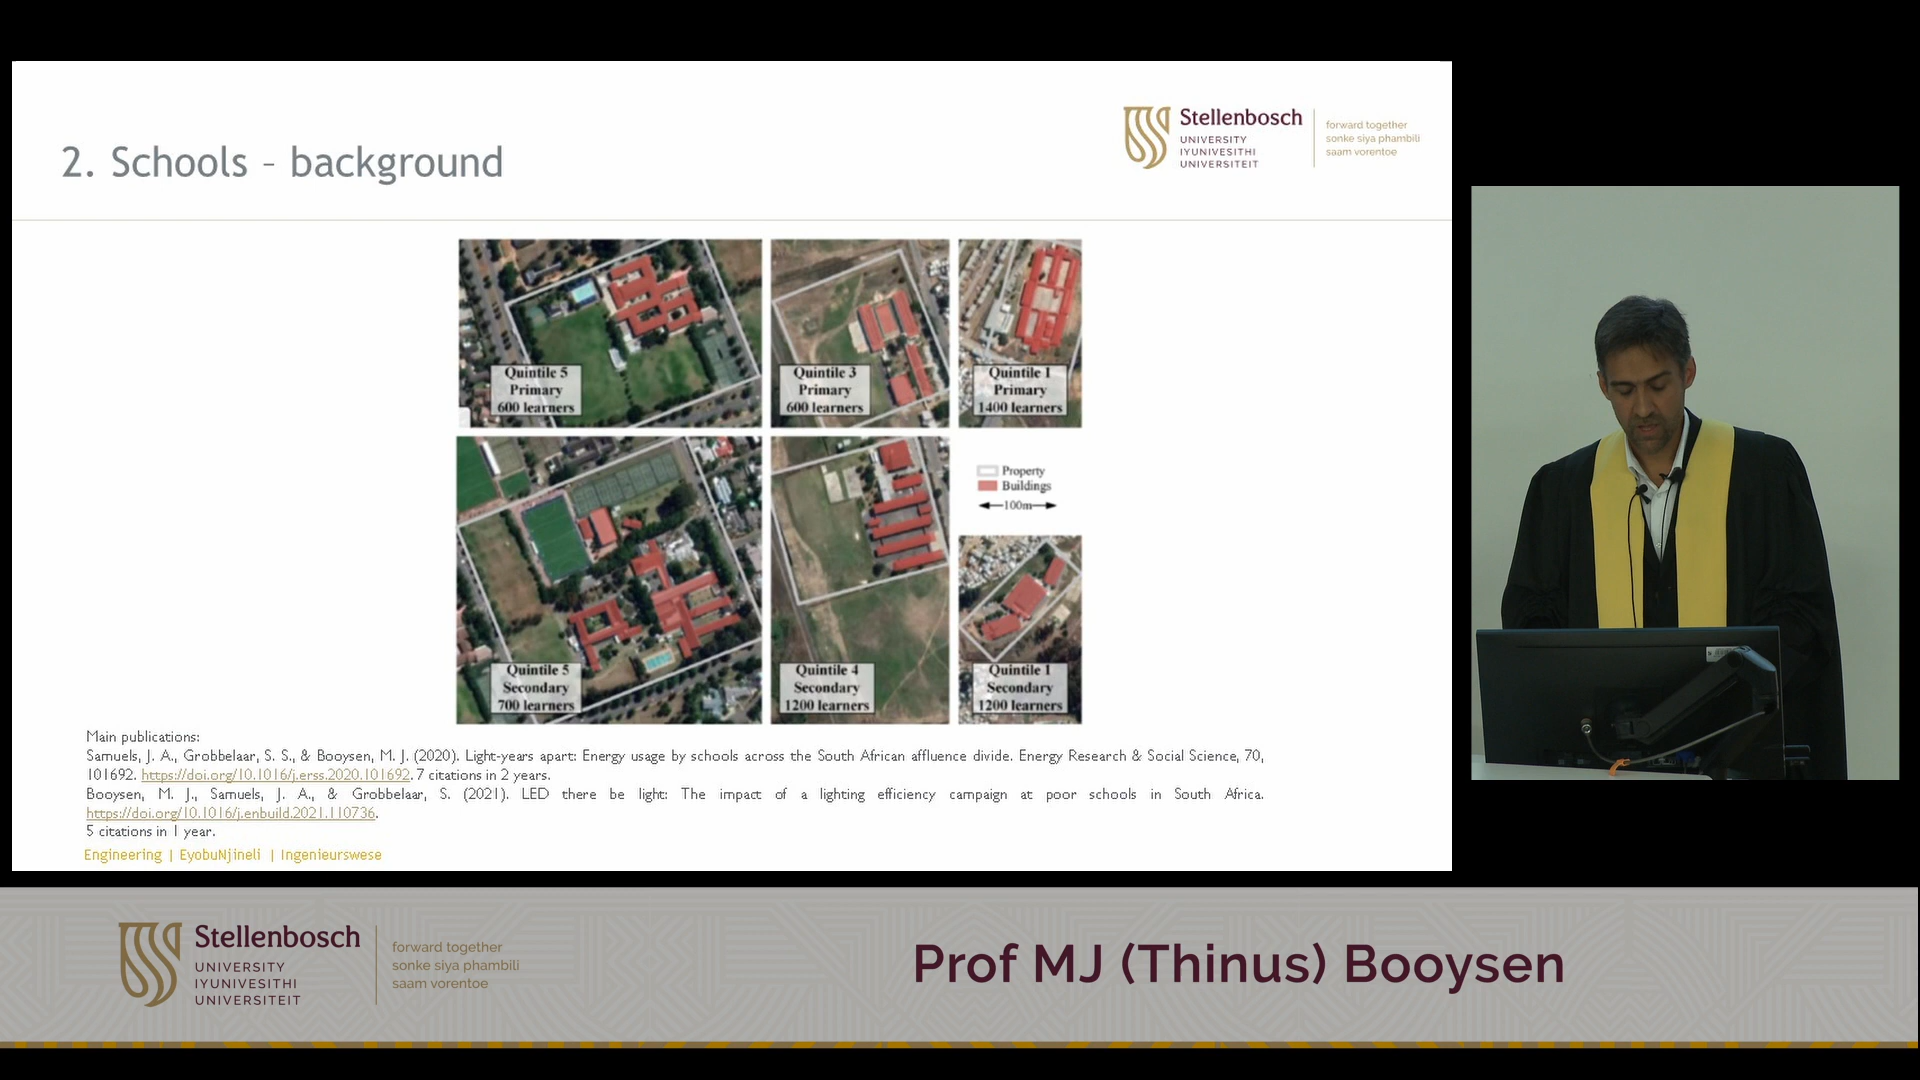 2. Schools - background
Stellenbosch
UNIVERSITY
IYUNIVESITHI
UNIVERSITEIT
forward together
sonke siya phambili
saam vorentoe
Quintile 5
Primary
600 learners
Quintile 3
Primary
600 learners
Quintile 1
Primary
1400 learners
Property
Buildings
100m
Quintile 5
Secondary
700 learners
Quintile 4
Secondary
1200 learners
Quintile 1
Secondary
1200 learners
Main publications:
Samuels, J. A., Grobbelaar, S. S., & Booysen, M. J. (2020). Light-years apart: Energy usage by schools across the South African affluence divide. Energy Research & Social Science, 70,
101692. https://doi.org/10.1016/j.erss.2020.101692. 7 citations in 2 years.
Booysen, M. J., Samuels, J. A., & Grobbelaar, S. (2021). LED there be light: The impact of a lighting efficiency campaign at poor schools in South Africa.
https://doi.org/10.1016/j.enbuild.2021.110736.
5 citations in 1 year.
Engineering | EyobuNjineli | Ingenieurswese
Stellenbosch
UNIVERSITY
IYUNIVESITHI
UNIVERSITEIT
forward together
sonke siya phambili
saam vorentoe
Prof MJ (Thinus) Booysen